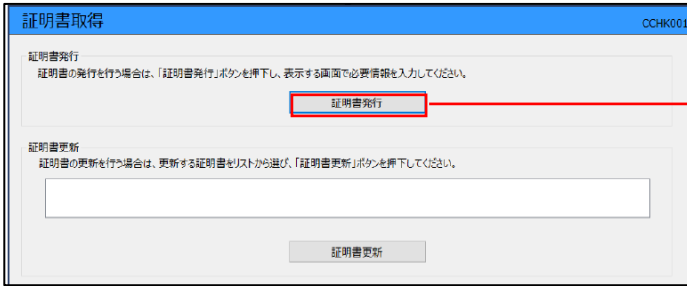 証明書取得
CCHK001
証明書発行
証明書の発行を行う場合は、「証明書発行」ボタンを押下し、表示する画面で必要情報を入力してください。
証明書発行
証明書更新
証明書の更新を行う場合は、更新する証明書をリストから選び、「証明書更新」ボタンを押下してください。
証明書更新